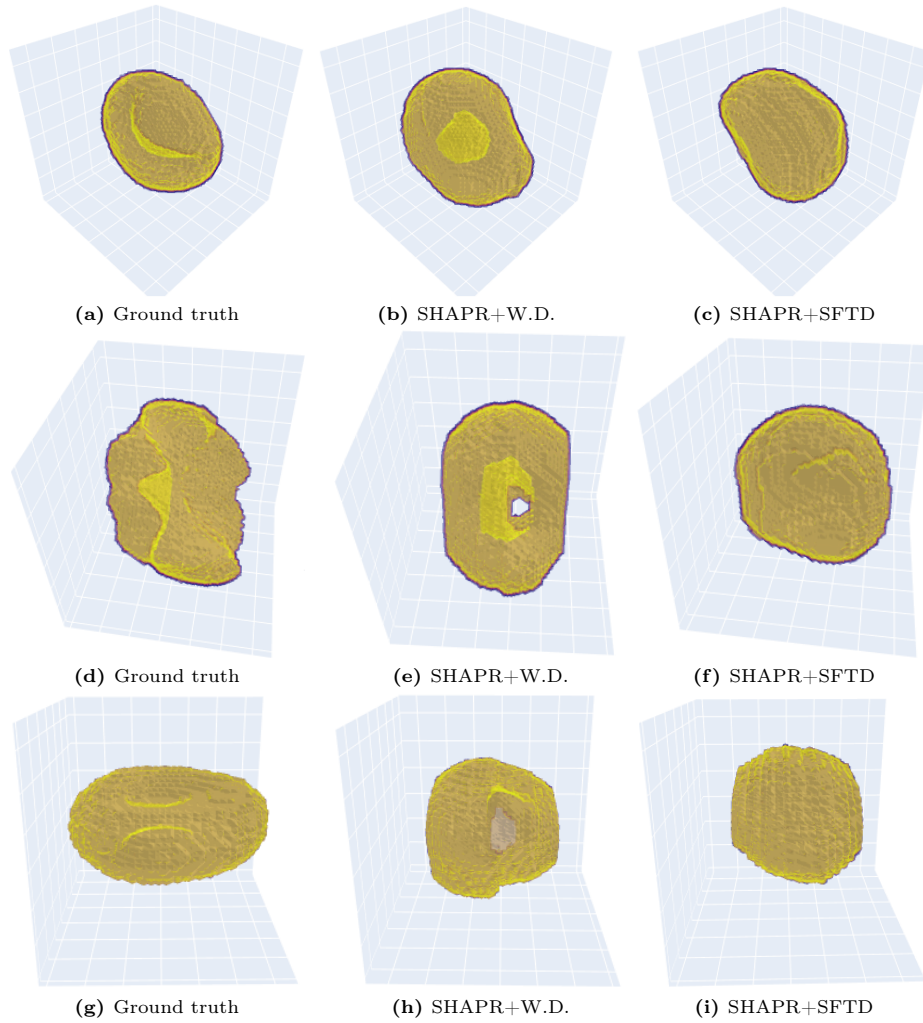 (a) Ground truth
(b) SHAPR+W.D.
(c) SHAPR+SFTD
(d) Ground truth
(e) SHAPR+W.D.
(f) SHAPR+SFTD
(g) Ground truth
(h) SHAPR+W.D.
(i) SHAPR+SFTD